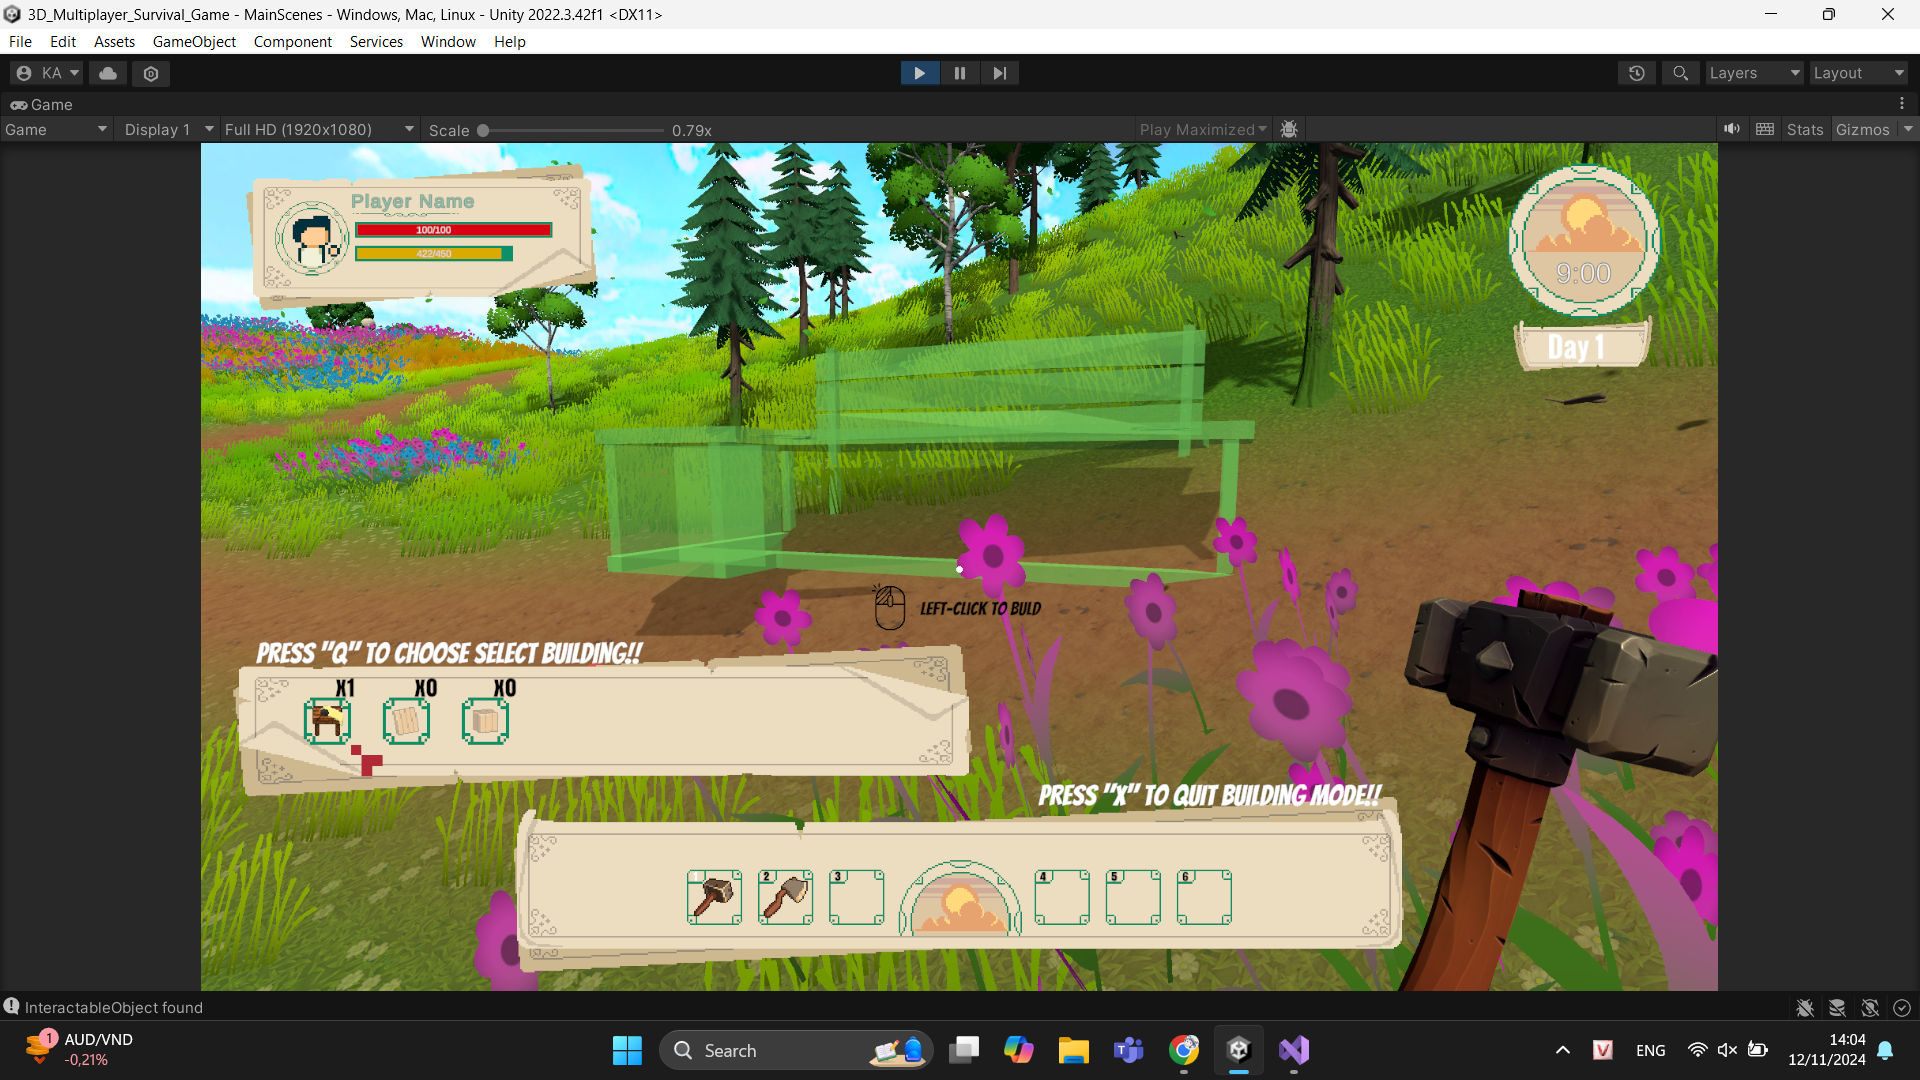 3D_Multiplayer_Survival_Game - MainScenes - Windows, Mac, Linux - Unity 2022.3.42f1 <DX11>
File Edit Assets GameObject Component Services Window Help
KA Layers Layout
Game
Game Display 1 Full HD (1920x1080) Scale 0.79x Play Maximized Stats Gizmos
Player Name
100/100
422/450
9:00
Day 1
LEFT-CLICK TO BULD
PRESS "Q" TO CHOOSE SELECT BUILDING!!
X1 X0 X0
PRESS "X" TO QUIT BUILDING MODE!!
1 2 3 4 5 6
InteractableObject found
1 AUD/VND
-0,21%
Search
V ENG
14:04
12/11/2024